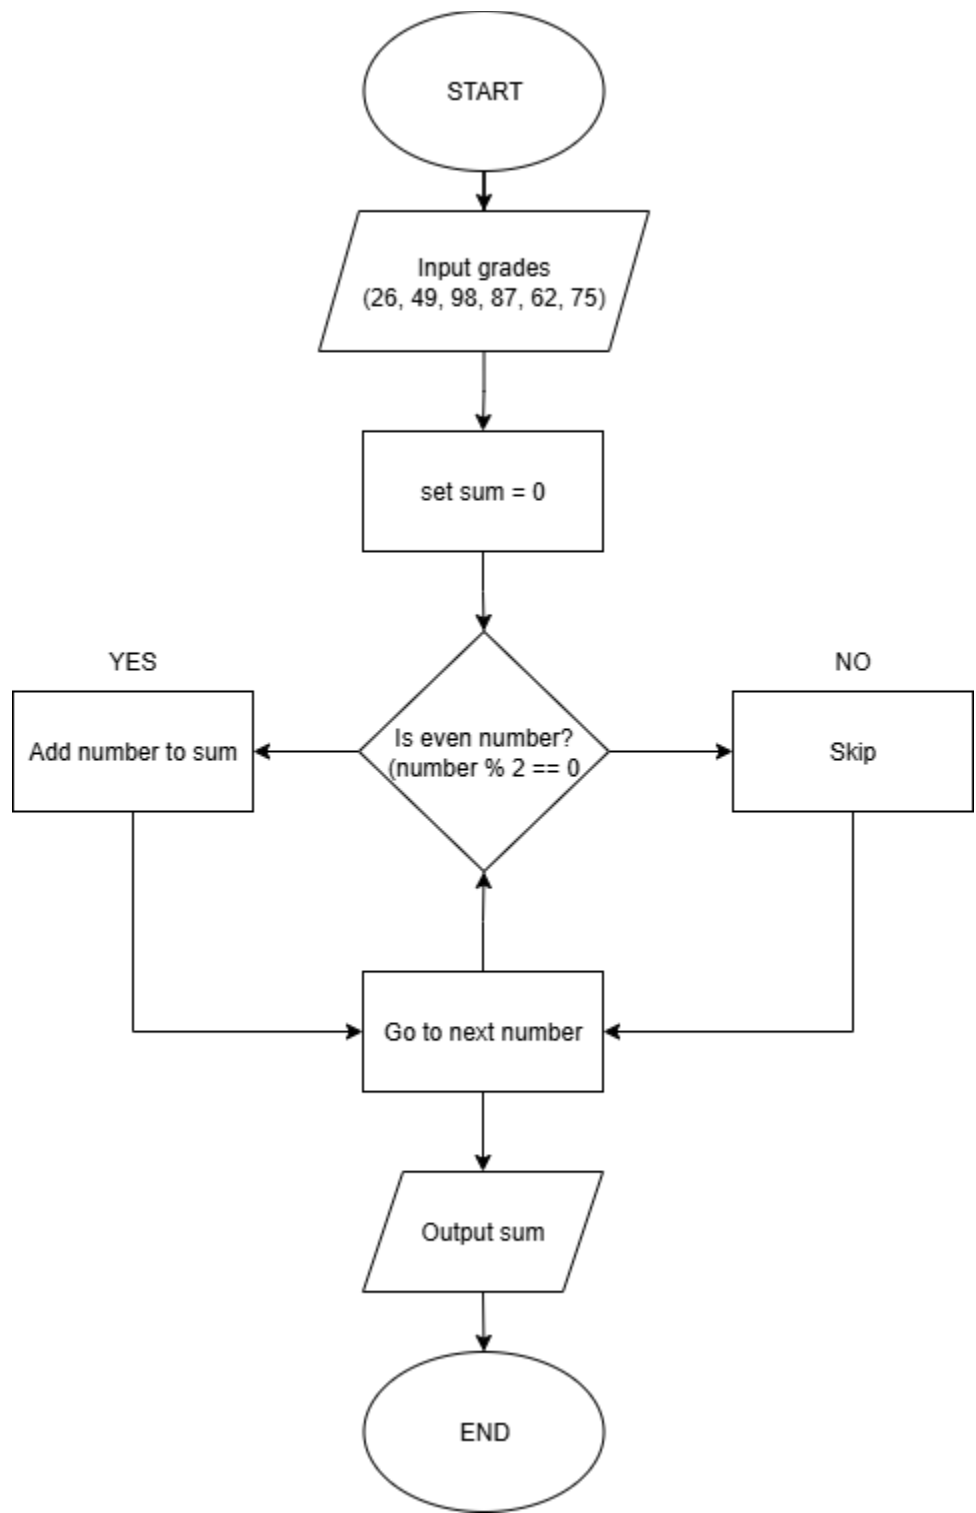 START
Input grades
(26, 49, 98, 87, 62, 75)
set sum = 0
YES
NO
Is even number?
(number % 2 == 0
Add number to sum
Skip
Go to next number
Output sum
END